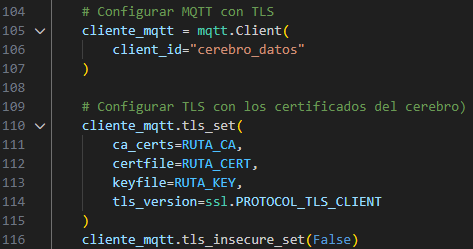 104 # Configurar MQTT con TLS
105 cliente_mqtt = mqtt.Client(
106 client_id="cerebro_datos"
107 )
108
109 # Configurar TLS con los certificados del cerebro)
110 cliente_mqtt.tls_set(
111 ca_certs=RUTA_CA,
112 certfile=RUTA_CERT,
113 keyfile=RUTA_KEY,
114 tls_version=ssl.PROTOCOL_TLS_CLIENT
115 )
116 cliente_mqtt.tls_insecure_set(False)